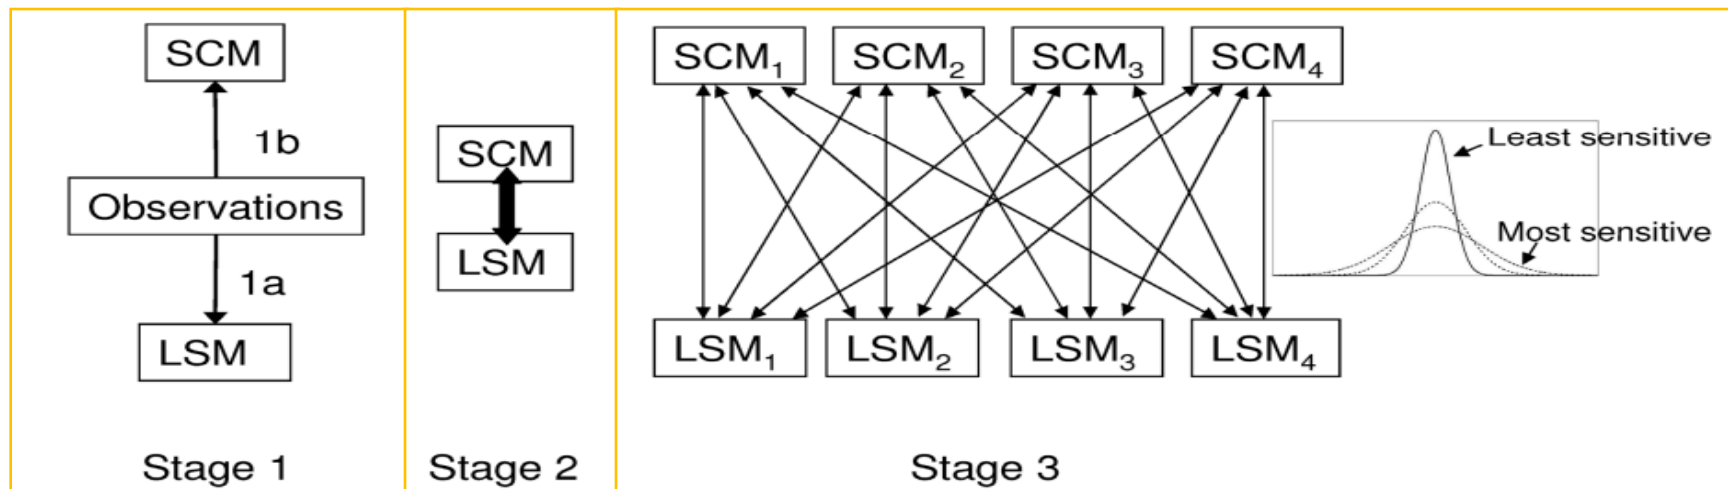 SCM
1b
Observations
1a
LSM
Stage 1
SCM
LSM
Stage 2
SCM₁ SCM₂ SCM₃ SCM₄
Least sensitive
Most sensitive
LSM₁ LSM₂ LSM₃ LSM₄
Stage 3